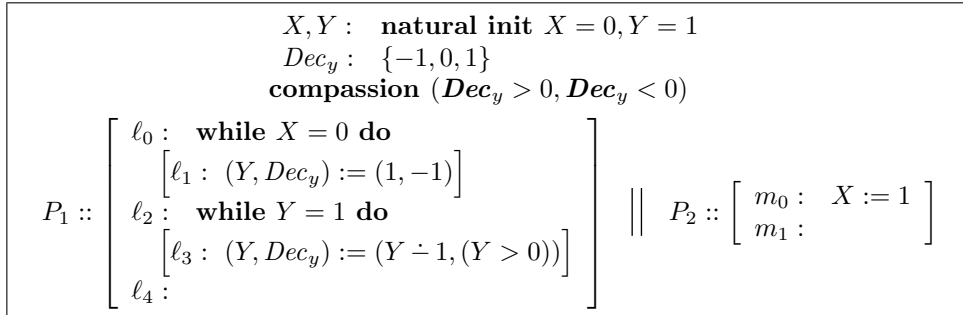 X, Y : natural init X = 0, Y = 1
Dec_y : {−1, 0, 1}
compassion (Dec_y > 0, Dec_y < 0)
ℓ_0 : while X = 0 do
[ℓ_1 : (Y, Dec_y) := (1, −1)]
P_1 :: ℓ_2 : while Y = 1 do || P_2 :: [ m_0 : X := 1
m_1 : ]
[ℓ_3 : (Y, Dec_y) := (Y ∸ 1, (Y > 0))]
ℓ_4 :